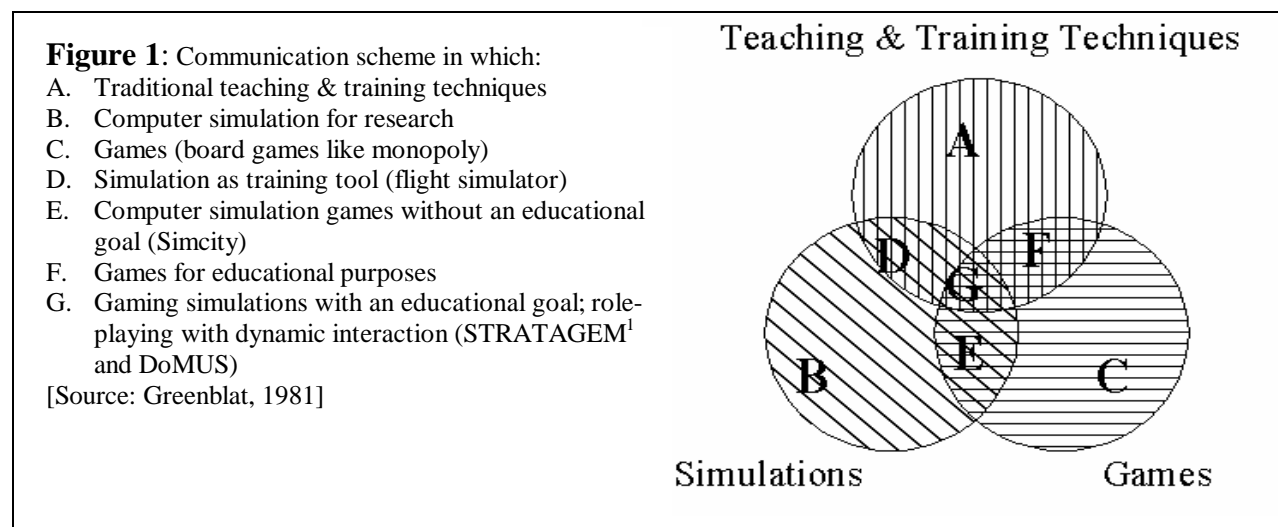 Figure 1: Communication scheme in which:
A. Traditional teaching & training techniques
B. Computer simulation for research
C. Games (board games like monopoly)
D. Simulation as training tool (flight simulator)
E. Computer simulation games without an educational
goal (Simcity)
F. Games for educational purposes
G. Gaming simulations with an educational goal; role-
playing with dynamic interaction (STRATAGEM¹
and DoMUS)
[Source: Greenblat, 1981]
Teaching & Training Techniques
A
D
F
G
E
B
C
Simulations
Games